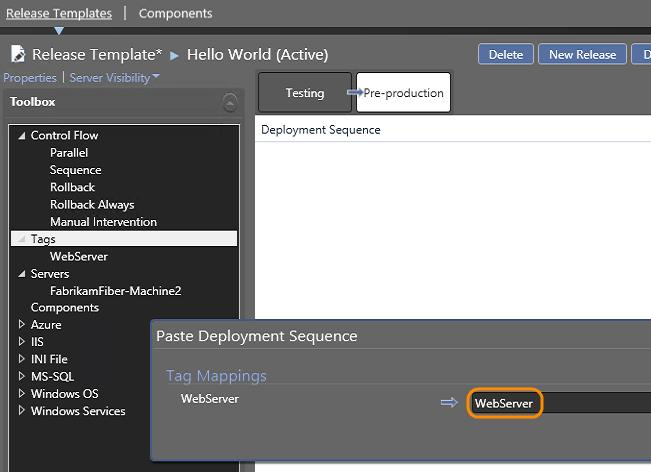 Release Templates | Components
Release Template* ▸ Hello World (Active)
Delete
New Release
D
Properties | Server Visibility
Toolbox
Testing
Pre-production
Deployment Sequence
Control Flow
Parallel
Sequence
Rollback
Rollback Always
Manual Intervention
Tags
WebServer
Servers
FabrikamFiber-Machine2
Components
Azure
IIS
INI File
MS-SQL
Windows OS
Windows Services
Paste Deployment Sequence
Tag Mappings
WebServer
WebServer